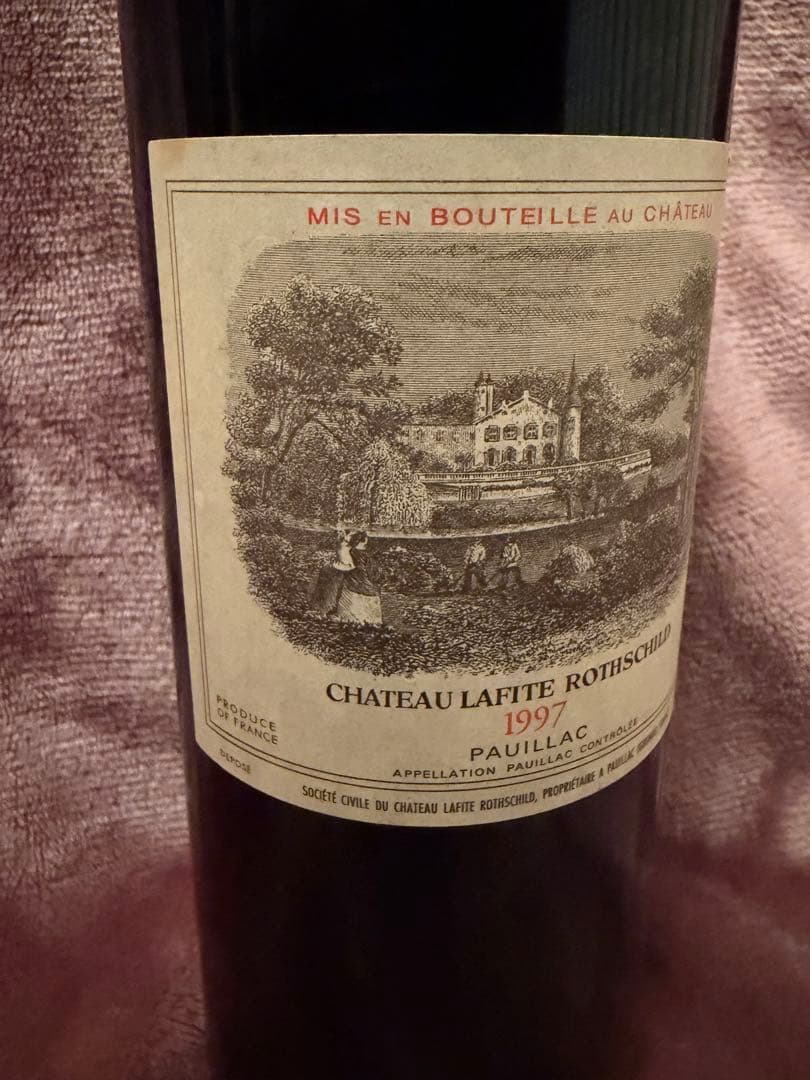 MIS EN BOUTEILLE AU CHÂTEAU
CHATEAU LAFITE ROTHSCHILD
1997
PAUILLAC
APPELLATION PAUILLAC CONTRÔLÉE
PRODUCE
OF FRANCE
DÉPOSÉ
SOCIÉTÉ CIVILE DU CHÂTEAU LAFITE ROTHSCHILD, PROPRIÉTAIRE A PAUILLAC